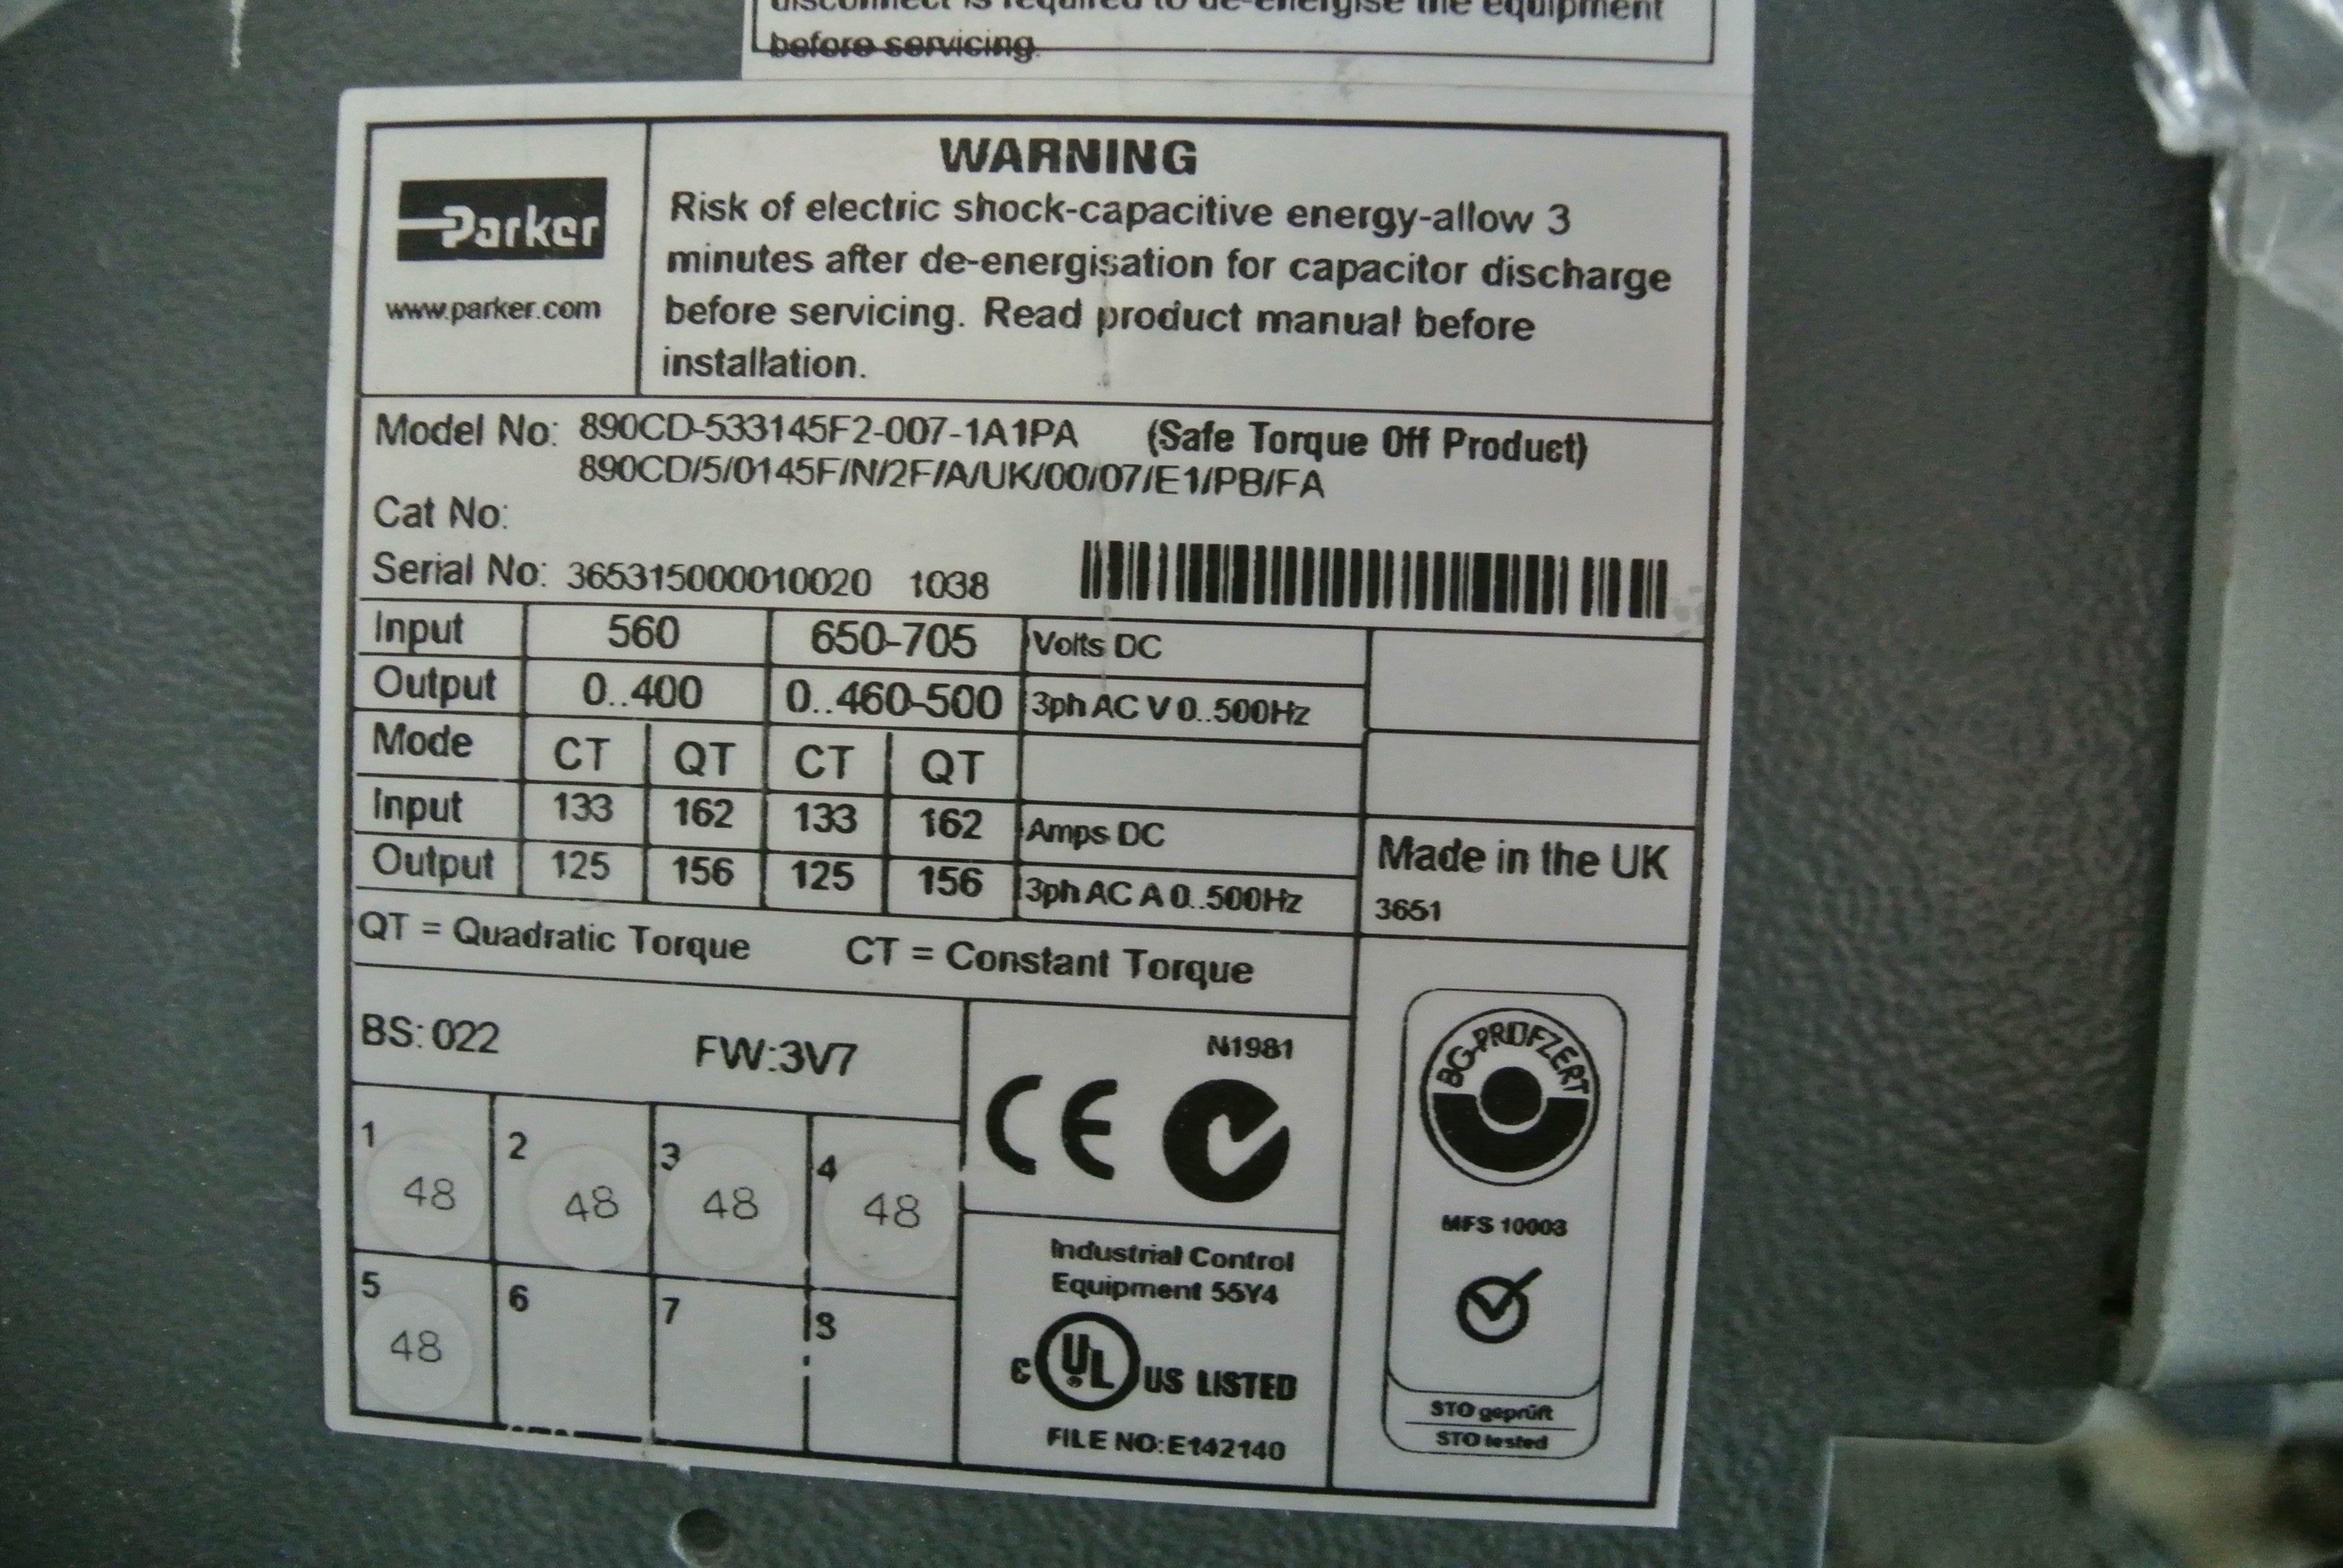 disconnect is required to de-energise the equipment
before servicing.
Parker
www.parker.com
WARNING
Risk of electric shock-capacitive energy-allow 3
minutes after de-energisation for capacitor discharge
before servicing. Read product manual before
installation.
Model No: 890CD-533145F2-007-1A1PA (Safe Torque Off Product)
890CD/5/0145F/N/2F/A/UK/00/07/E1/PB/FA
Cat No:
Serial No: 365315000010020 1038
Input 560 650-705 Volts DC
Output 0..400 0..460-500 3ph AC V 0..500Hz
Mode CT QT CT QT
Input 133 162 133 162 Amps DC
Output 125 156 125 156 3ph AC A 0..500Hz
Made in the UK
3651
QT = Quadratic Torque CT = Constant Torque
BS: 022 FW:3V7
1 48 2 48 3 48 4 48
5 48 6 7 8
N1981
CE
Industrial Control
Equipment 55Y4
C UL US LISTED
FILE NO:E142140
BG-PRÜFZERT
MFS 10003
STO geprüft
STO tested